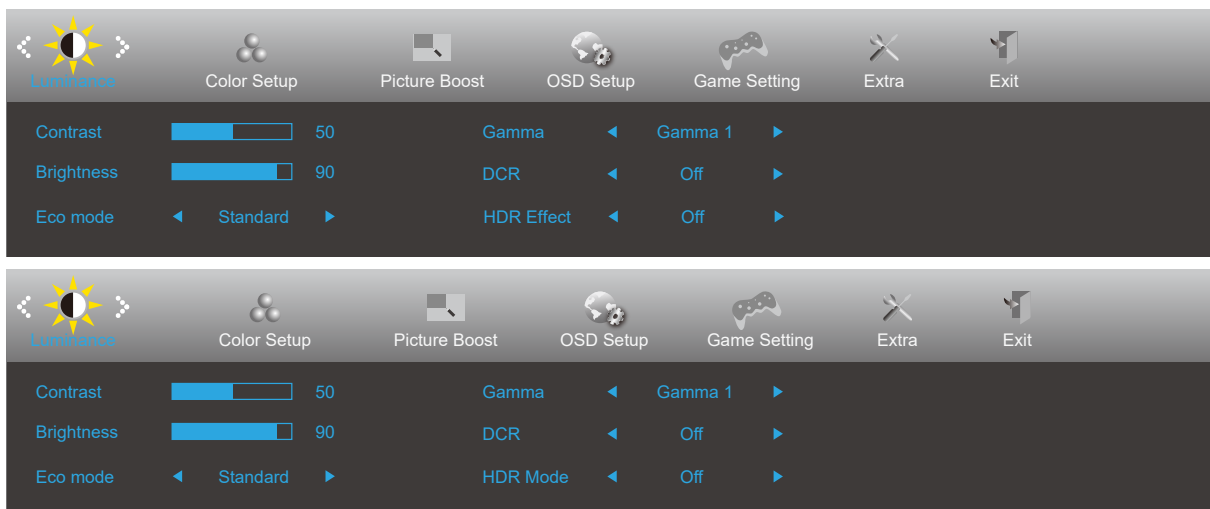 Luminance Color Setup Picture Boost OSD Setup Game Setting Extra Exit
Contrast 50 Gamma Gamma 1
Brightness 90 DCR Off
Eco mode Standard HDR Effect Off
Luminance Color Setup Picture Boost OSD Setup Game Setting Extra Exit
Contrast 50 Gamma Gamma 1
Brightness 90 DCR Off
Eco mode Standard HDR Mode Off